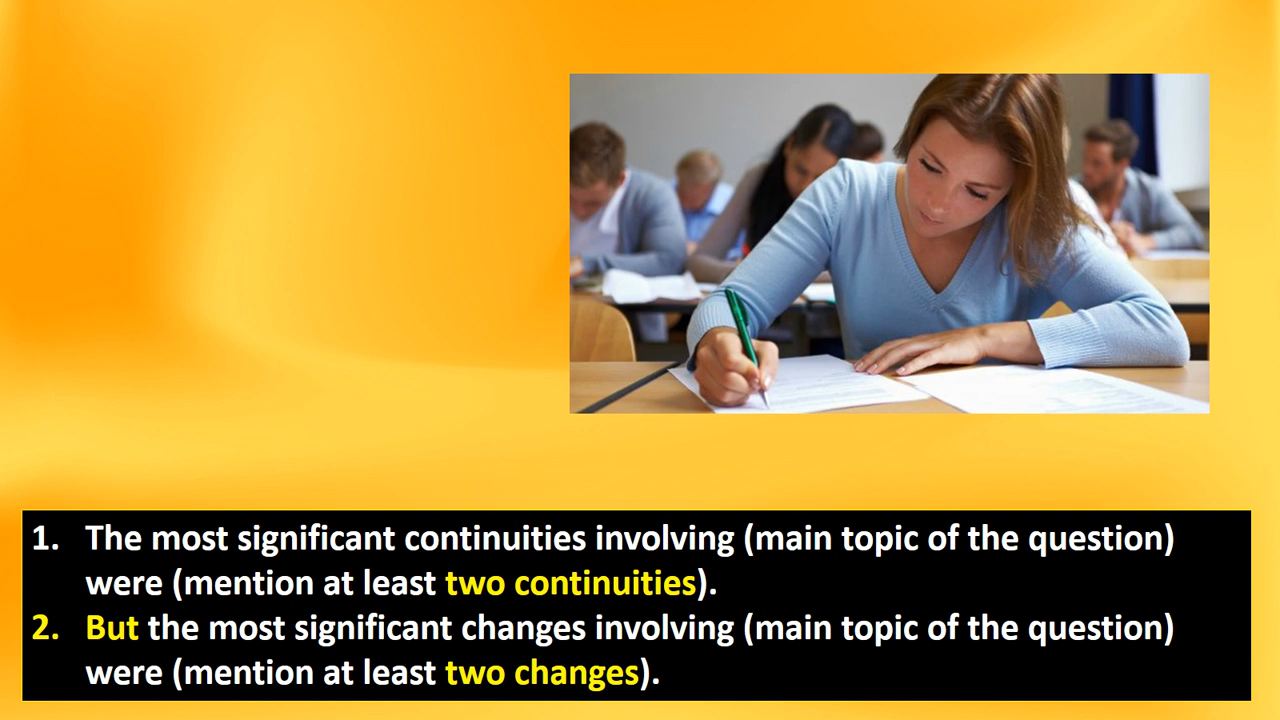 1. The most significant continuities involving (main topic of the question)
were (mention at least two continuities).
2. But the most significant changes involving (main topic of the question)
were (mention at least two changes).